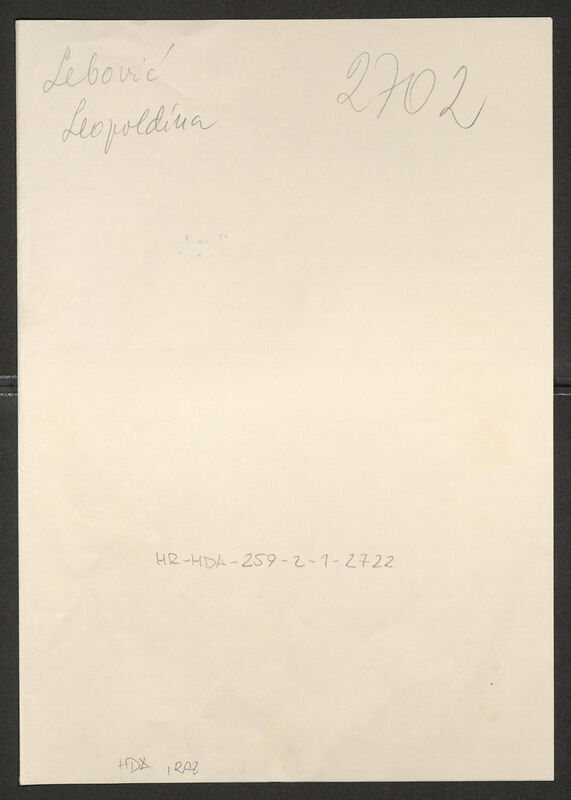 Lebović
2702
Leopoldina
HR-HDA-259-2-1-2722
HDA